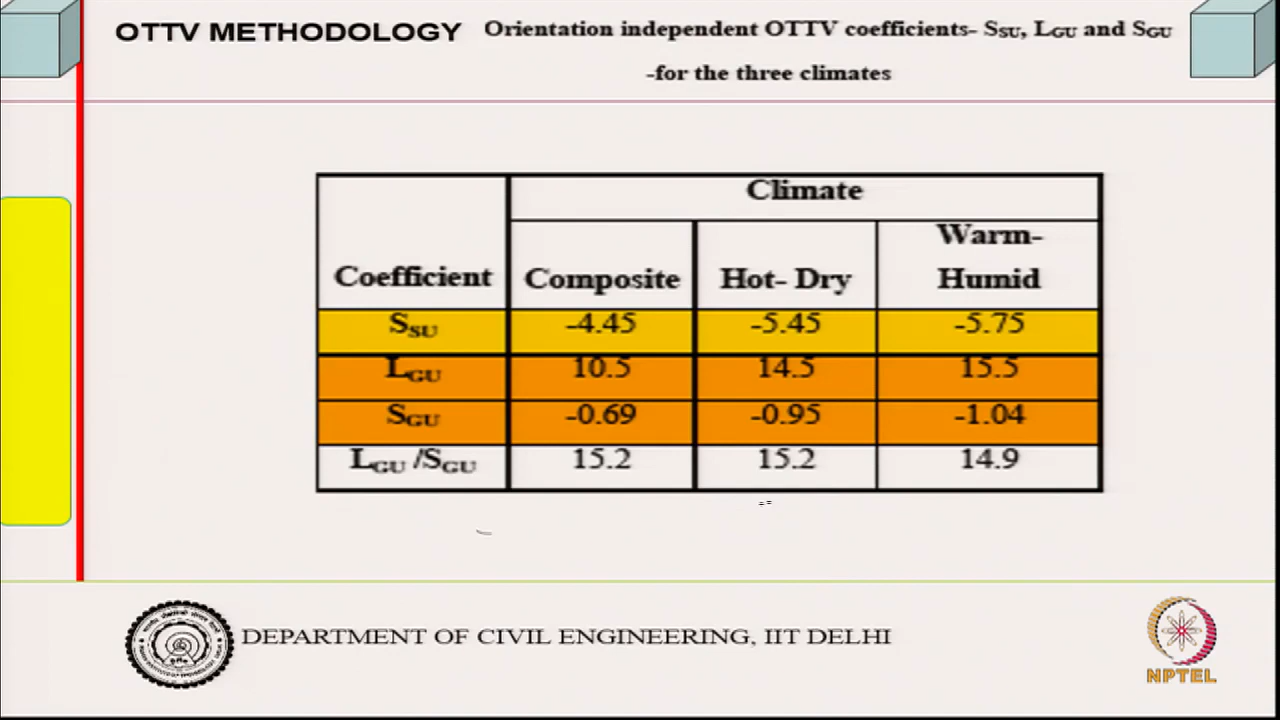 OTTV METHODOLOGY
Orientation independent OTTV coefficients- SSU, LGU and SGU
-for the three climates
Climate
Coefficient Composite Hot- Dry Warm-
Humid
SSU -4.45 -5.45 -5.75
LGU 10.5 14.5 15.5
SGU -0.69 -0.95 -1.04
LGU /SGU 15.2 15.2 14.9
DEPARTMENT OF CIVIL ENGINEERING, IIT DELHI
NPTEL